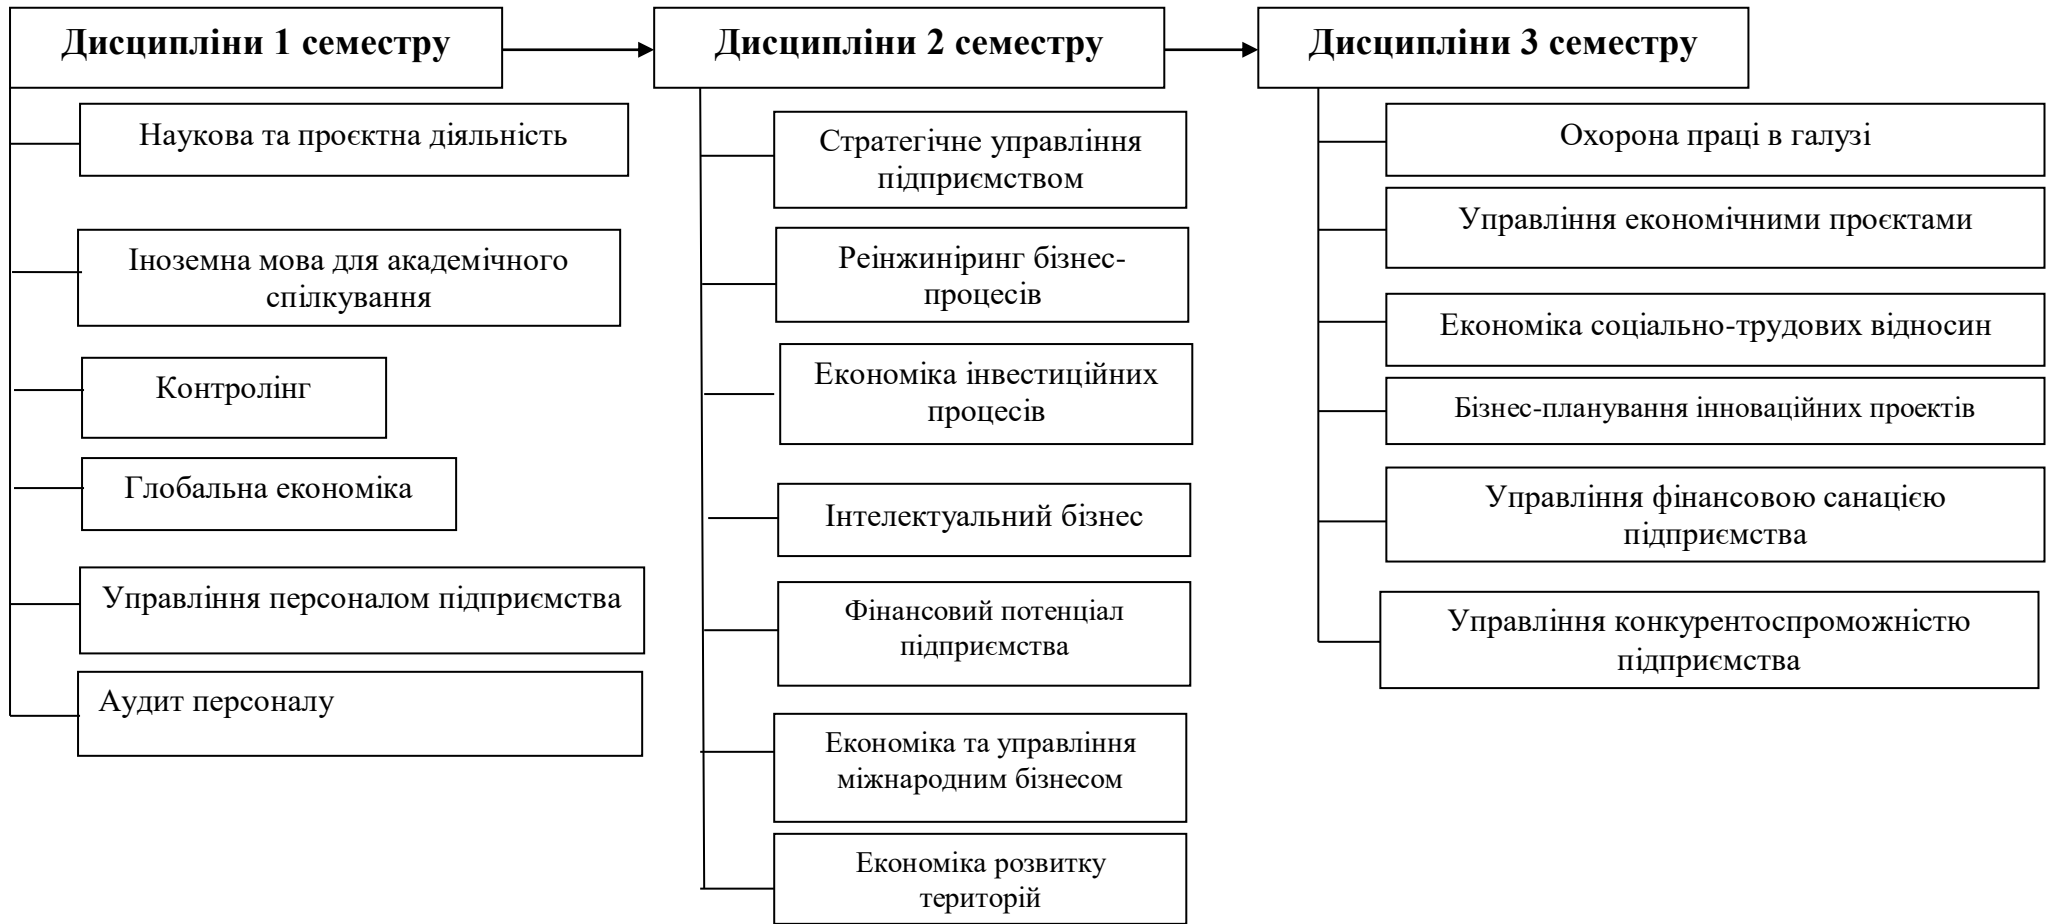 Дисципліни 1 семестру
Наукова та проєктна діяльність
Іноземна мова для академічного
спілкування
Контролінг
Глобальна економіка
Управління персоналом підприємства
Аудит персоналу
Дисципліни 2 семестру
Стратегічне управління
підприємством
Реінжиніринг бізнес-
процесів
Економіка інвестиційних
процесів
Інтелектуальний бізнес
Фінансовий потенціал
підприємства
Економіка та управління
міжнародним бізнесом
Економіка розвитку
територій
Дисципліни 3 семестру
Охорона праці в галузі
Управління економічними проєктами
Економіка соціально-трудових відносин
Бізнес-планування інноваційних проектів
Управління фінансовою санацією
підприємства
Управління конкурентоспроможністю
підприємства